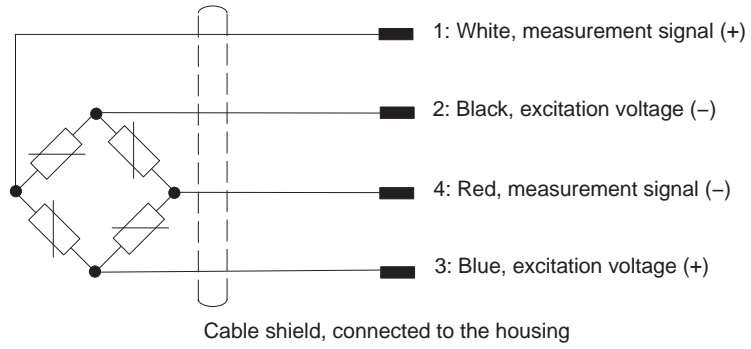 1: White, measurement signal (+)
2: Black, excitation voltage (−)
4: Red, measurement signal (−)
3: Blue, excitation voltage (+)
Cable shield, connected to the housing